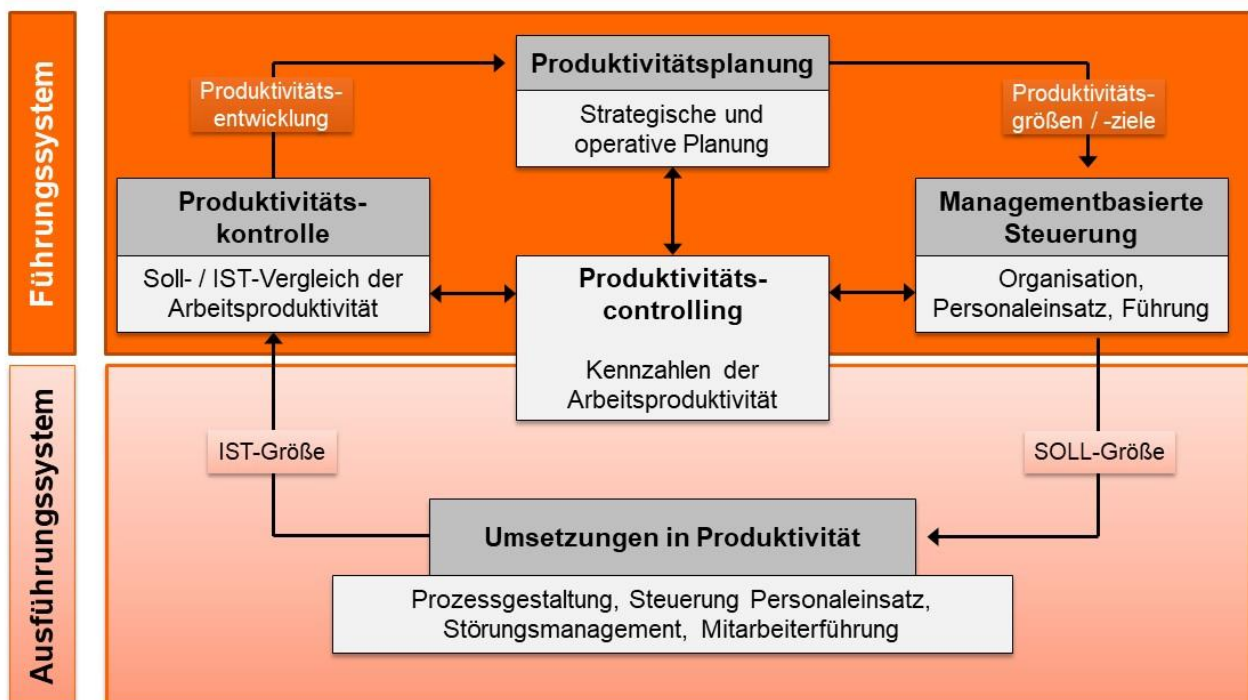 Führungssystem
Produktivitätsplanung
Strategische und
operative Planung
Produktivitäts-
entwicklung
Produktivitäts-
größen / -ziele
Produktivitäts-
kontrolle
Soll- / IST-Vergleich der
Arbeitsproduktivität
Produktivitäts-
controlling
Kennzahlen der
Arbeitsproduktivität
Managementbasierte
Steuerung
Organisation,
Personaleinsatz, Führung
Ausführungssystem
IST-Größe
SOLL-Größe
Umsetzungen in Produktivität
Prozessgestaltung, Steuerung Personaleinsatz,
Störungsmanagement, Mitarbeiterführung